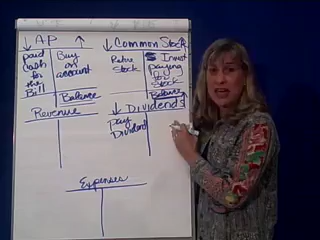 ↓ AP ↑
paid
Cash
for
the
Bill
Buy
on
account
Balance
↓ Common Stock
Retire
Stock
$ Invest
paying
for
Stock
Balance
Revenue
↓ Dividends
pay
Dividend
Expenses